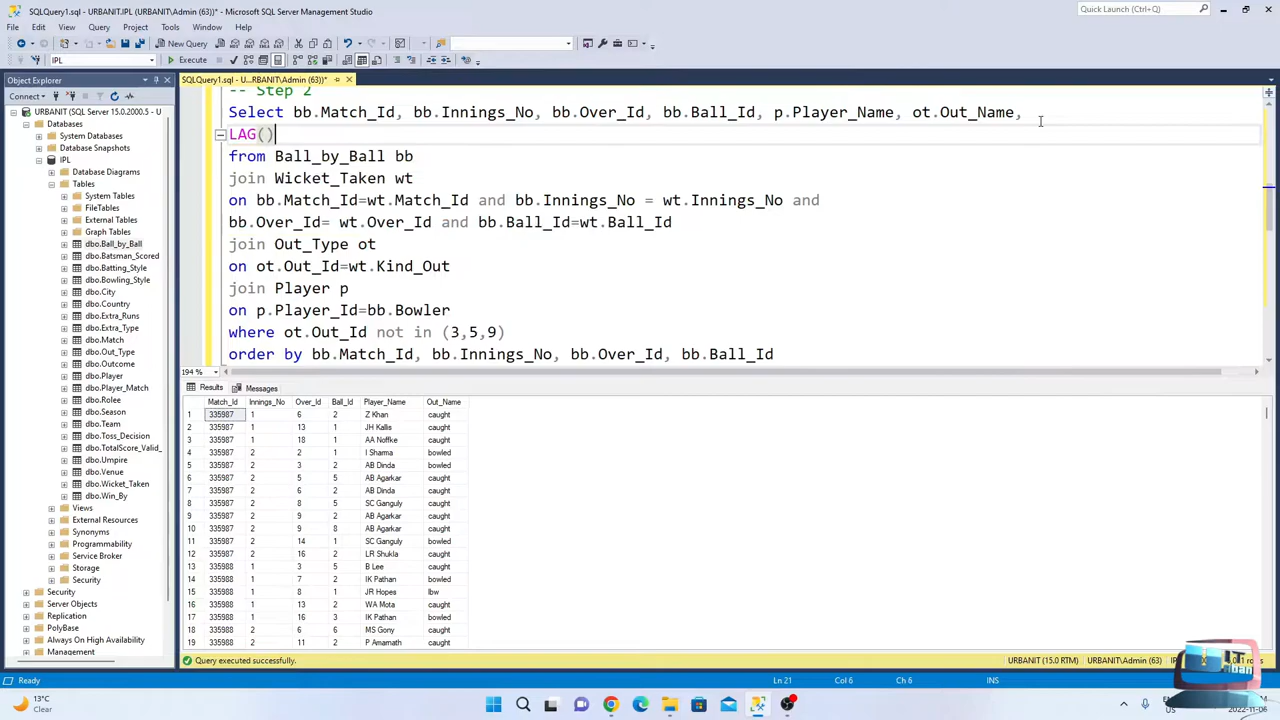 SQLQuery1.sql - URBANIT.IPL (URBANIT\Admin (63))* - Microsoft SQL Server Management Studio
Quick Launch (Ctrl+Q)
File Edit View Query Project Tools Window Help
New Query
IPL Execute
Object Explorer
SQLQuery1.sql - U...RBANIT\Admin (63))*
Connect
URBANIT (SQL Server 15.0.2000.5 - U
Databases
System Databases
Database Snapshots
IPL
Database Diagrams
Tables
System Tables
FileTables
External Tables
Graph Tables
dbo.Ball_by_Ball
dbo.Batsman_Scored
dbo.Batting_Style
dbo.Bowling_Style
dbo.City
dbo.Country
dbo.Extra_Runs
dbo.Extra_Type
dbo.Match
dbo.Out_Type
dbo.Outcome
dbo.Player
dbo.Player_Match
dbo.Rolee
dbo.Season
dbo.Team
dbo.Toss_Decision
dbo.TotalScore_Valid_
dbo.Umpire
dbo.Venue
dbo.Wicket_Taken
dbo.Win_By
Views
External Resources
Synonyms
Programmability
Service Broker
Storage
Security
Security
Server Objects
Replication
PolyBase
Always On High Availability
Management
-- Step 2
Select bb.Match_Id, bb.Innings_No, bb.Over_Id, bb.Ball_Id, p.Player_Name, ot.Out_Name,
LAG()
from Ball_by_Ball bb
join Wicket_Taken wt
on bb.Match_Id=wt.Match_Id and bb.Innings_No = wt.Innings_No and
bb.Over_Id= wt.Over_Id and bb.Ball_Id=wt.Ball_Id
join Out_Type ot
on ot.Out_Id=wt.Kind_Out
join Player p
on p.Player_Id=bb.Bowler
where ot.Out_Id not in (3,5,9)
order by bb.Match_Id, bb.Innings_No, bb.Over_Id, bb.Ball_Id
194 %
Results Messages
Match_Id Innings_No Over_Id Ball_Id Player_Name Out_Name
1 335987 1 6 2 Z Khan caught
2 335987 1 13 1 JH Kallis caught
3 335987 1 18 1 AA Noffke caught
4 335987 2 2 1 I Sharma bowled
5 335987 2 3 2 AB Dinda bowled
6 335987 2 5 5 AB Agarkar caught
7 335987 2 6 2 AB Dinda caught
8 335987 2 8 5 SC Ganguly caught
9 335987 2 9 2 AB Agarkar caught
10 335987 2 9 8 AB Agarkar caught
11 335987 2 14 1 SC Ganguly bowled
12 335987 2 16 2 LR Shukla caught
13 335988 1 3 5 B Lee caught
14 335988 1 7 2 IK Pathan bowled
15 335988 1 8 1 JR Hopes lbw
16 335988 1 13 2 WA Mota caught
17 335988 1 16 3 IK Pathan bowled
18 335988 2 6 6 MS Gony caught
19 335988 2 11 2 P Amarnath caught
Query executed successfully.
URBANIT (15.0 RTM) URBANIT\Admin (63)
Ready
Ln 21 Col 6 Ch 6 INS
13°C
Clear
2022-11-06